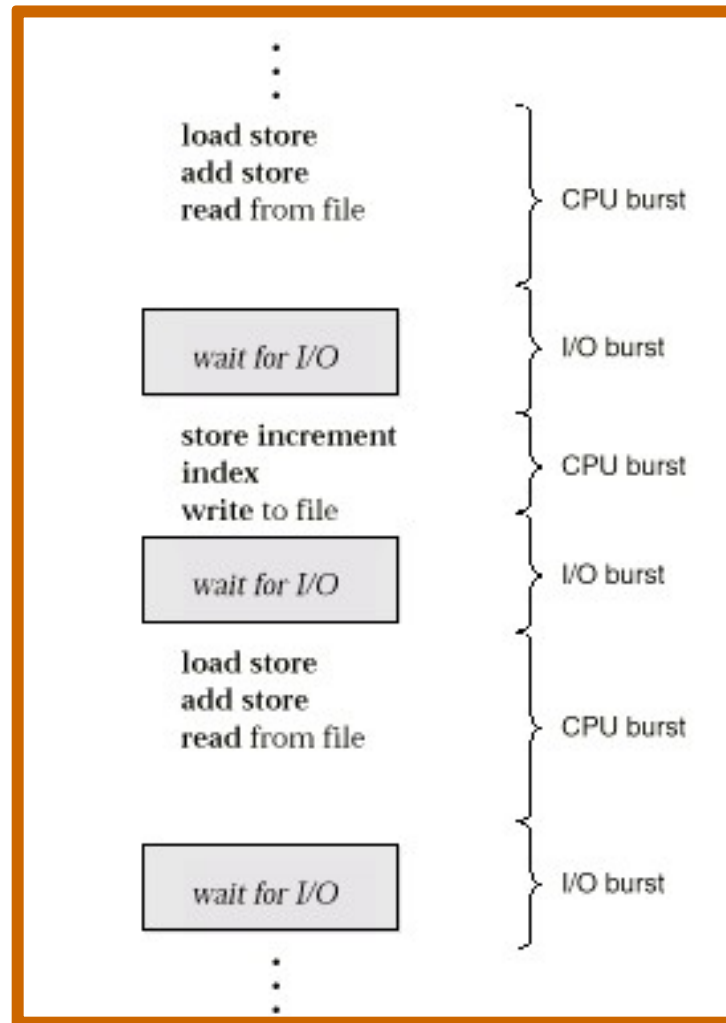 load store
add store
read from file
CPU burst
wait for I/O
I/O burst
store increment
index
write to file
CPU burst
wait for I/O
I/O burst
load store
add store
read from file
CPU burst
wait for I/O
I/O burst